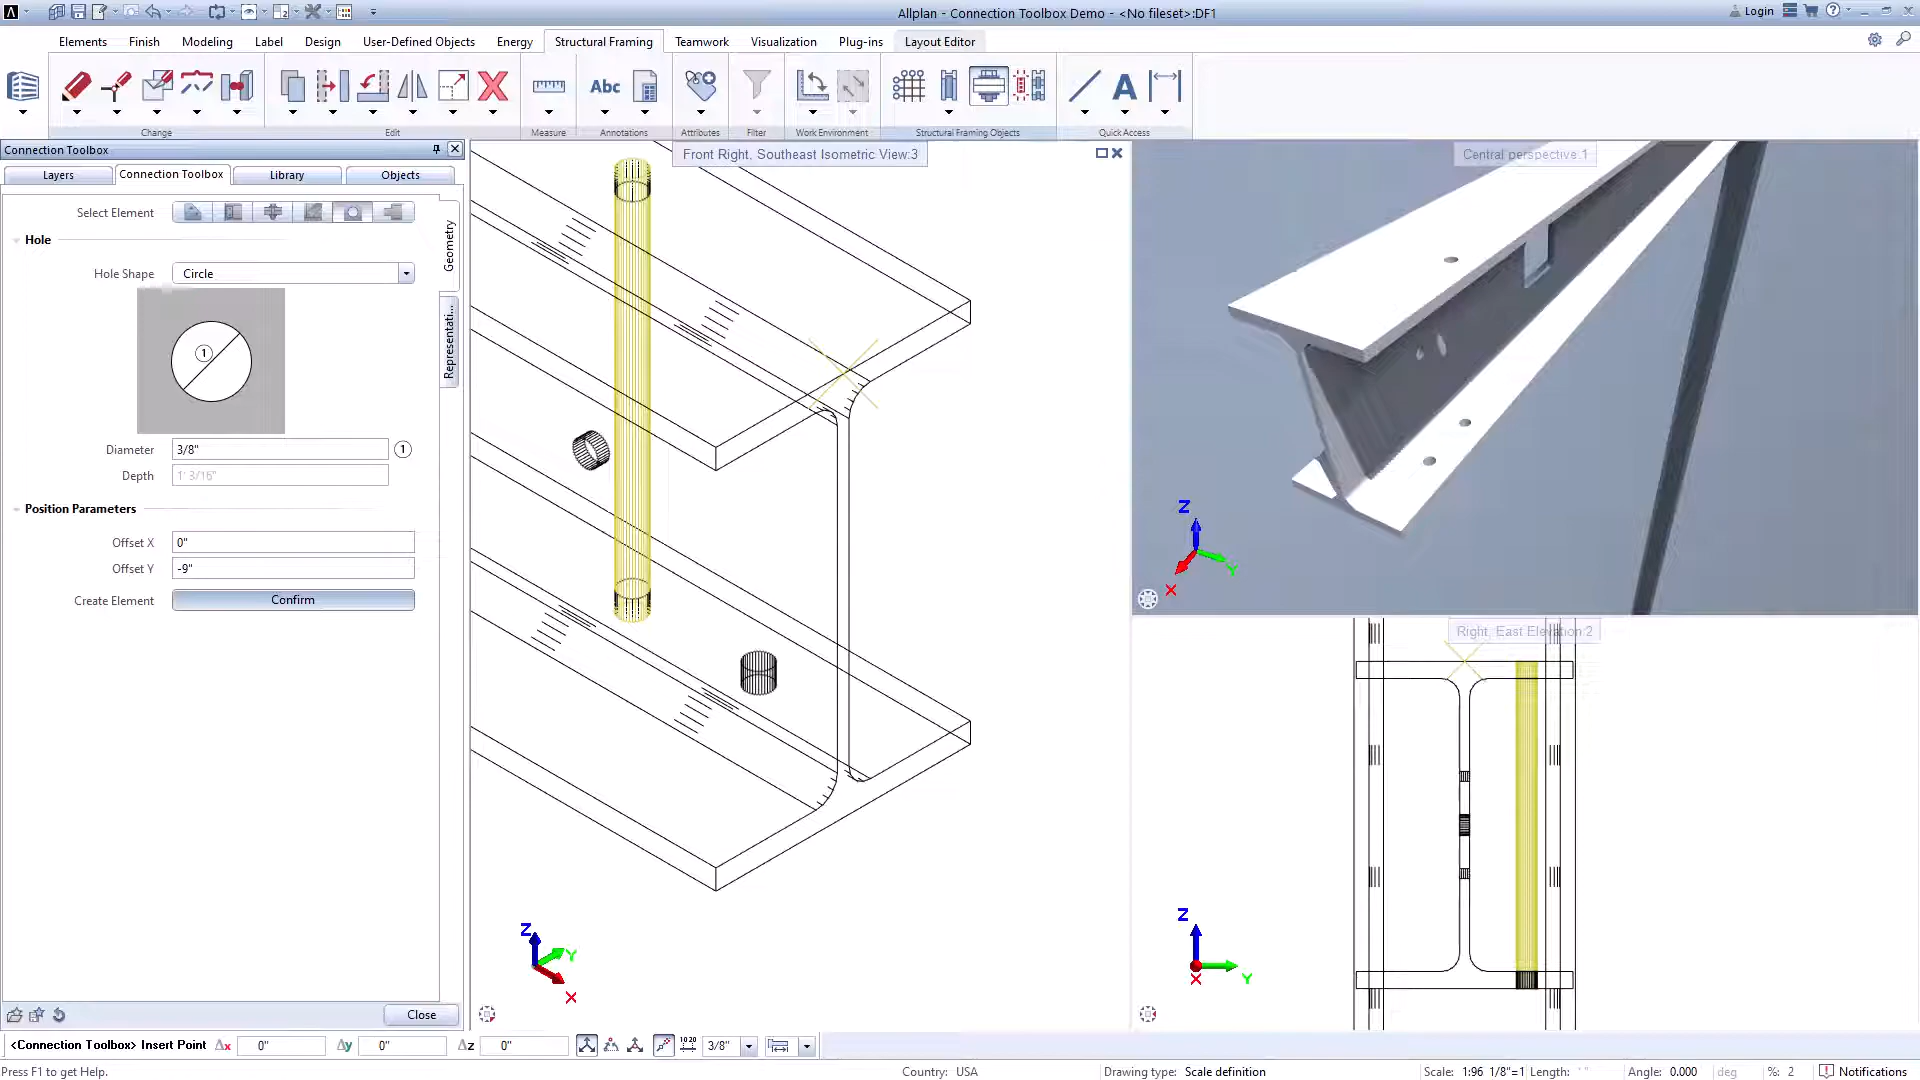 Allplan - Connection Toolbox Demo - <No fileset>:DF1
Login
Elements Finish Modeling Label Design User-Defined Objects Energy Structural Framing Teamwork Visualization Plug-ins Layout Editor
Abc A
Change Edit Measure Annotations Attributes Filter Work Environment Structural Framing Objects Quick Access
Connection Toolbox
Layers Connection Toolbox Library Objects
Select Element
Hole
Hole Shape Circle
1
Diameter 3/8" 1
Depth 1' 3/16"
Position Parameters
Offset X 0"
Offset Y -9"
Create Element Confirm
Geometry
Representati...
Close
Front Right, Southeast Isometric View:3
Z
Y
X
Central perspective:1
Z
Y
X
Right, East Elevation:2
Z
Y
X
<Connection Toolbox> Insert Point Δx 0" Δy 0" Δz 0" 1020 3/8"
Press F1 to get Help. Country: USA Drawing type: Scale definition Scale: 1:96 1/8"=1 Length: Angle: 0.000 deg %: 2 Notifications